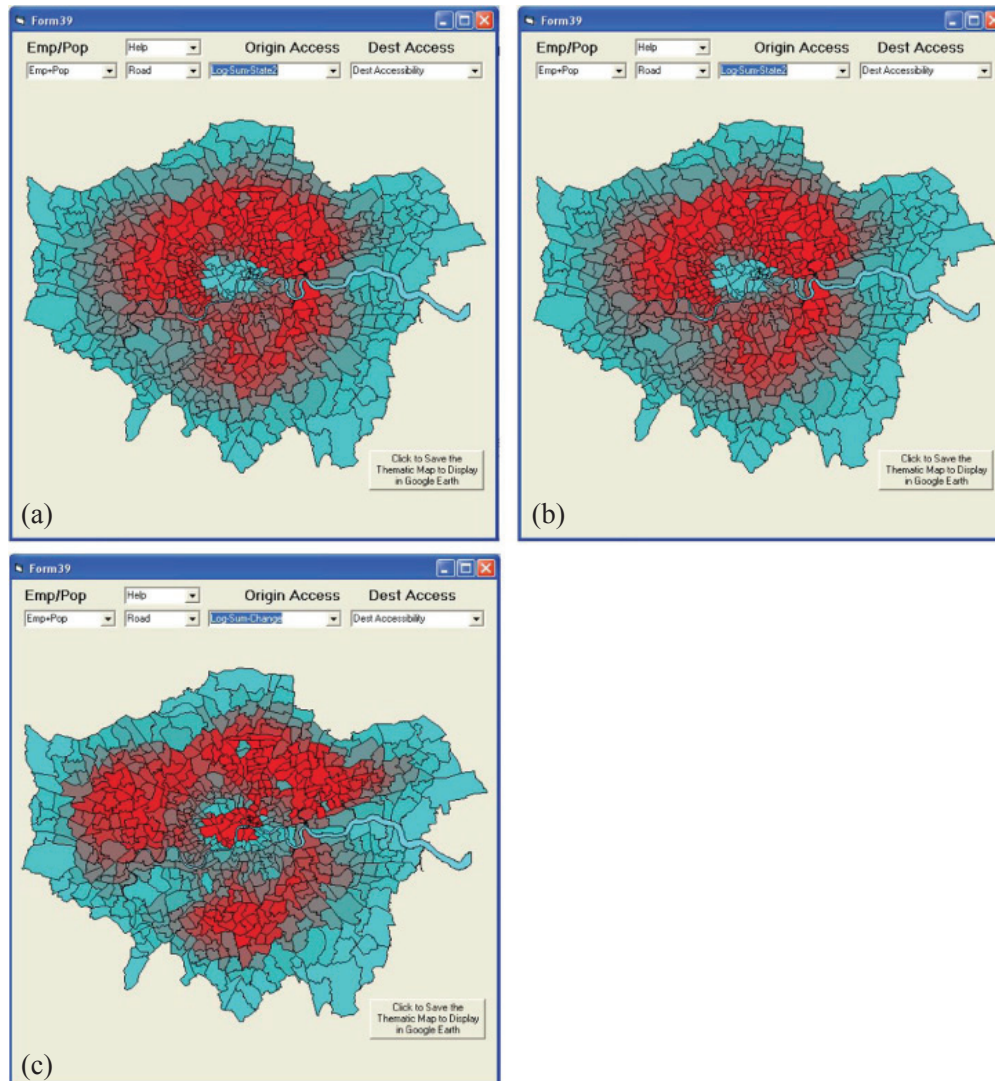 Form39
Emp/Pop Help Origin Access Dest Access
Emp+Pop Road Log-Sum-State2 Dest Accessibility
Click to Save the
Thematic Map to Display
in Google Earth
(a)
Form39
Emp/Pop Help Origin Access Dest Access
Emp+Pop Road Log-Sum-State2 Dest Accessibility
Click to Save the
Thematic Map to Display
in Google Earth
(b)
Form39
Emp/Pop Help Origin Access Dest Access
Emp+Pop Road Log-Sum-Change Dest Accessibility
Click to Save the
Thematic Map to Display
in Google Earth
(c)